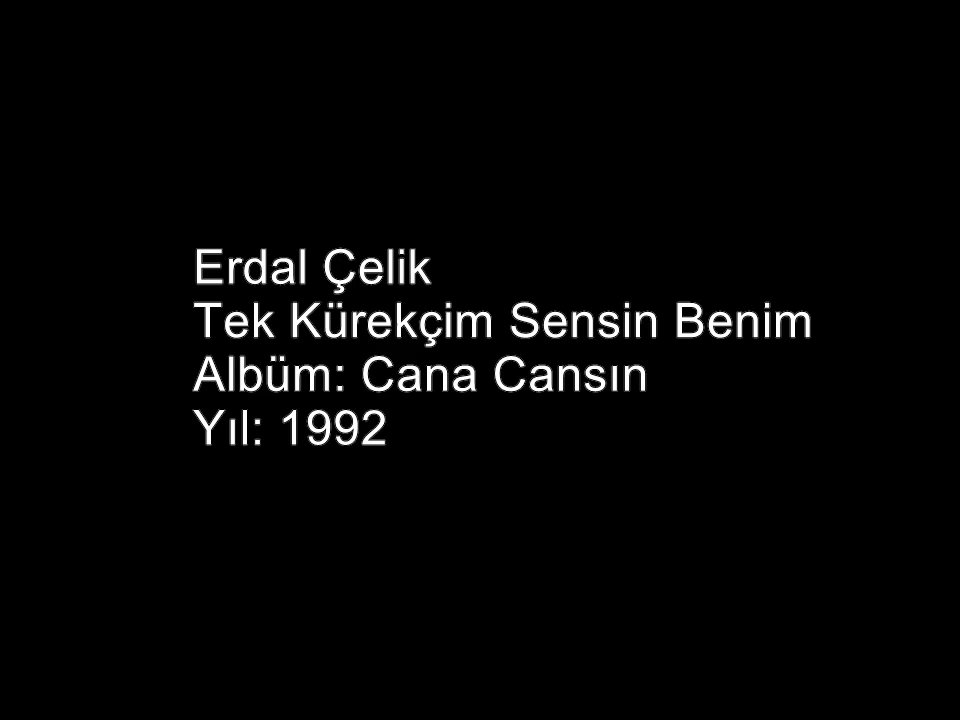 Erdal Çelik
Tek Kürekçim Sensin Benim
Albüm: Cana Cansın
Yıl: 1992